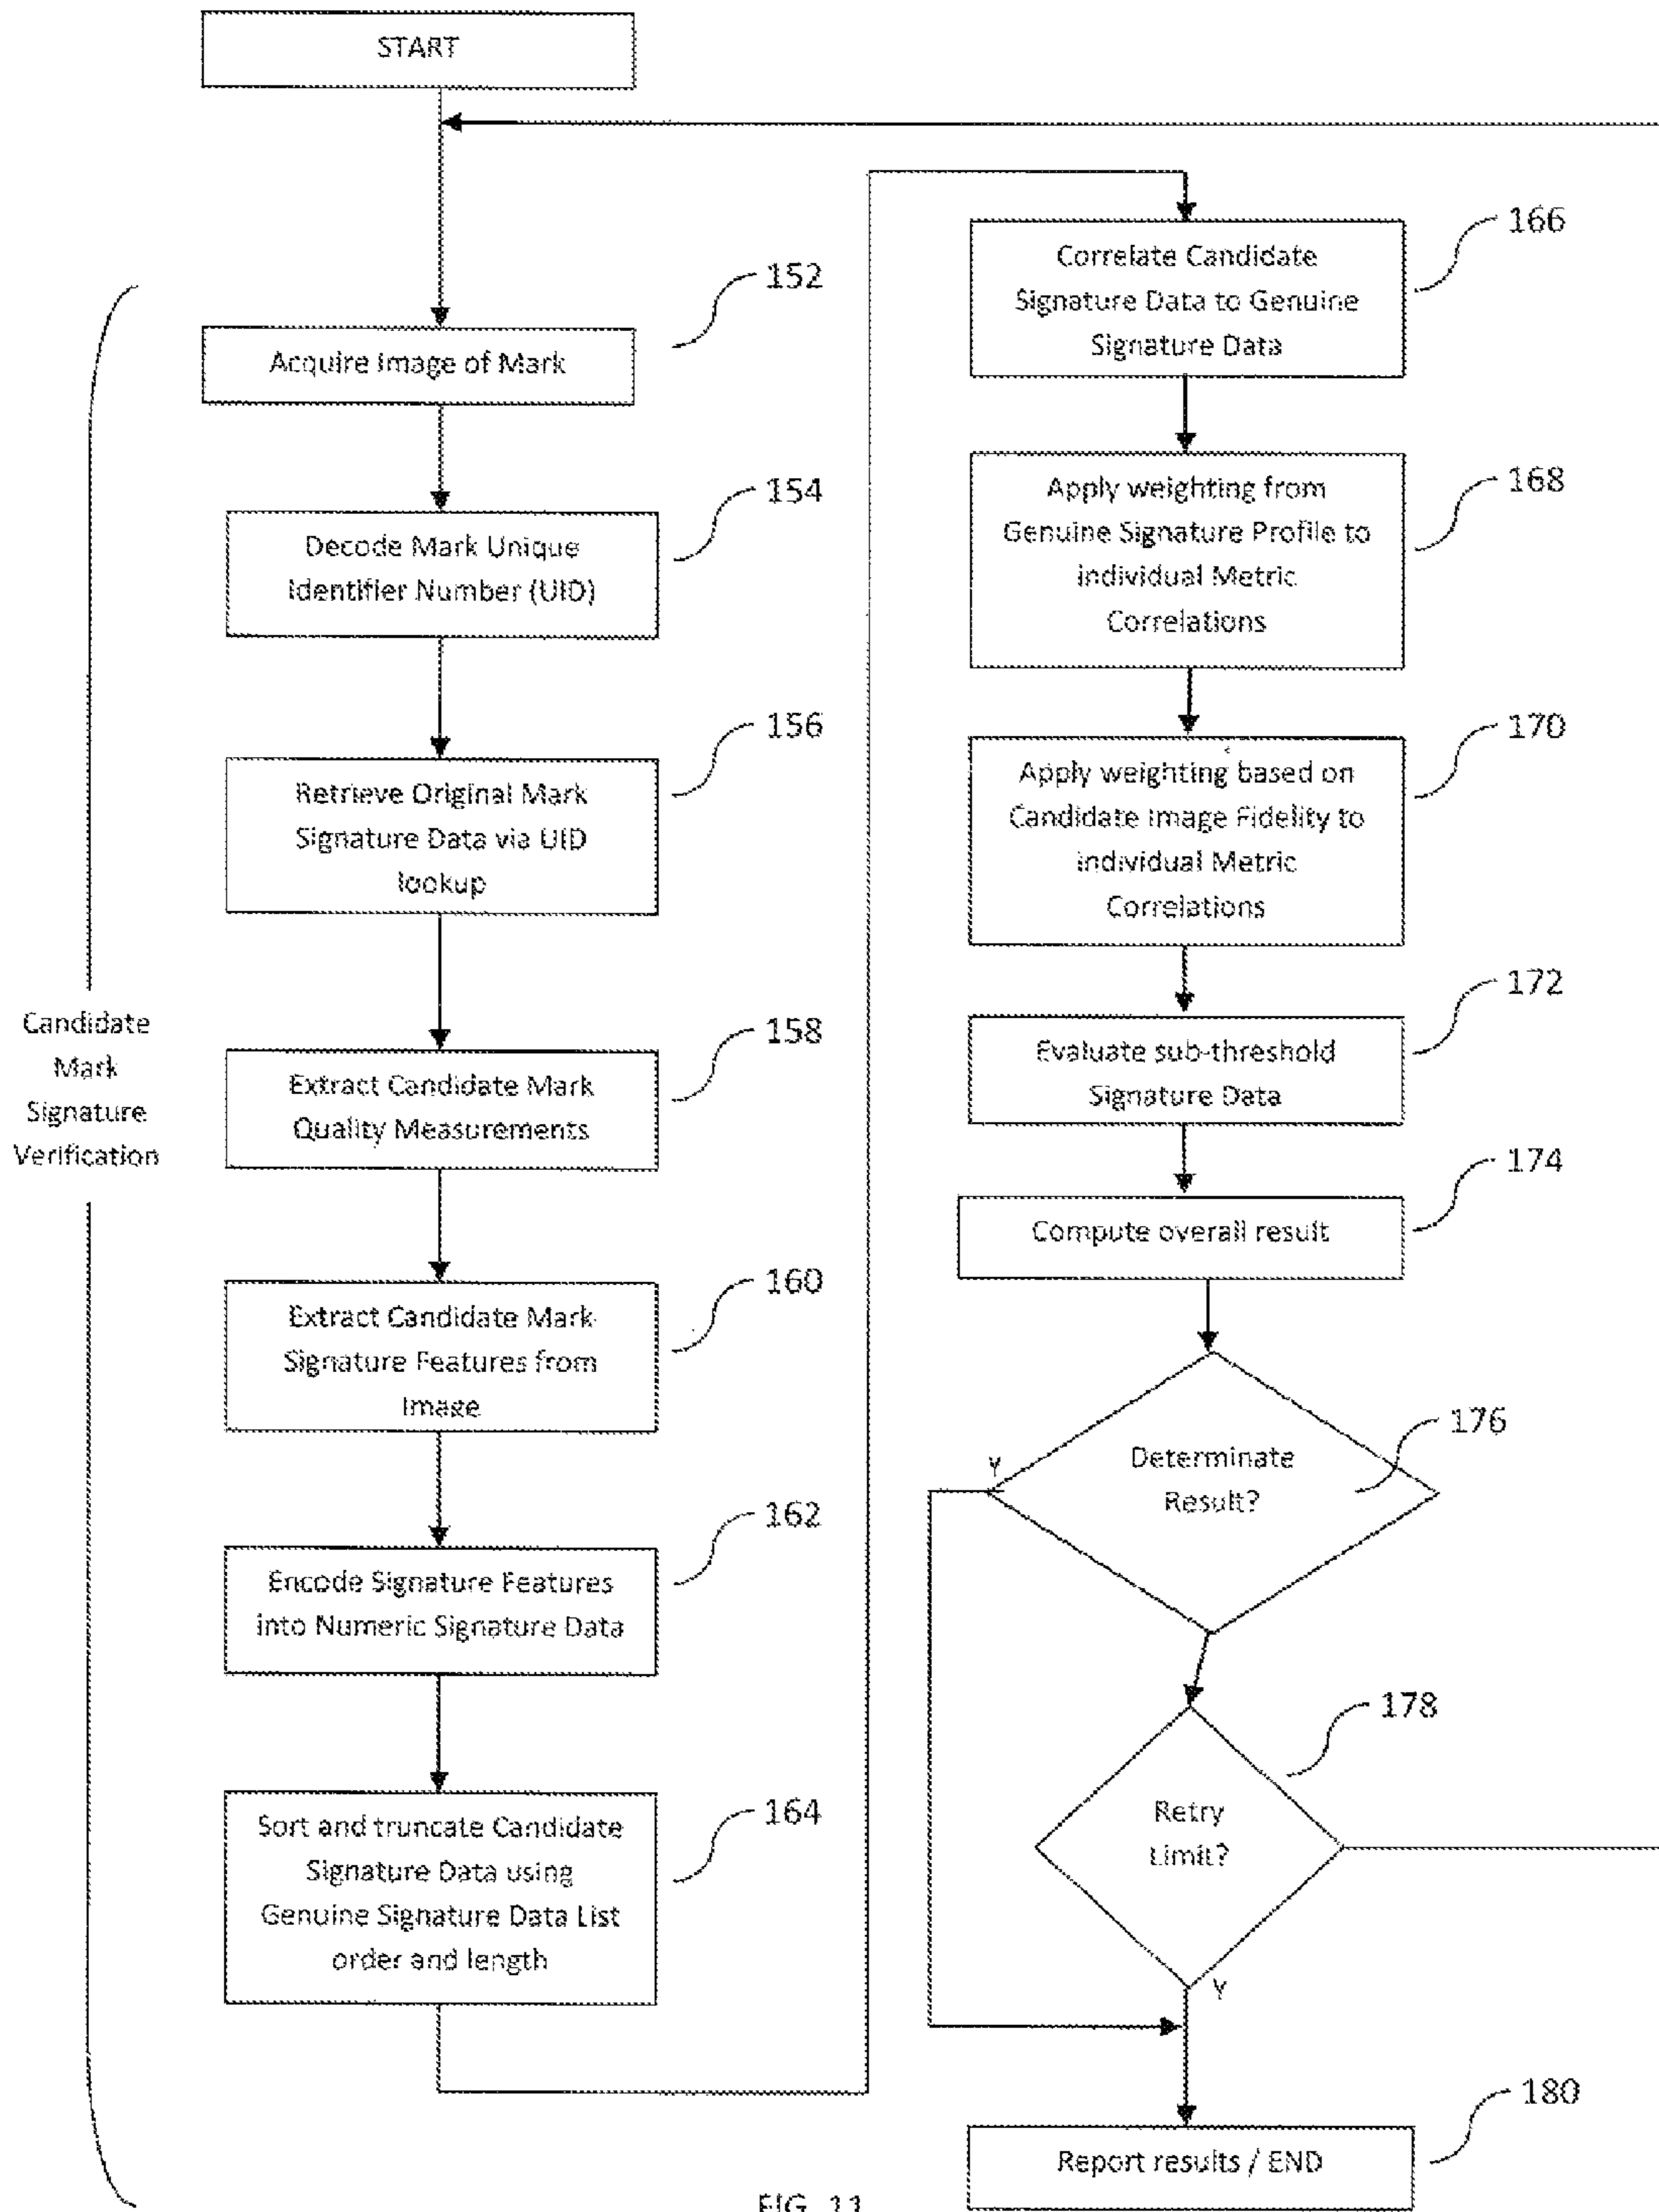 START
152
Acquire Image of Mark
154
Decode Mark Unique
Identifier Number (UID)
156
Retrieve Original Mark
Signature Data via UID
lookup
158
Extract Candidate Mark
Quality Measurements
160
Extract Candidate Mark
Signature Features from
Image
162
Encode Signature Features
into Numeric Signature Data
164
Sort and truncate Candidate
Signature Data using
Genuine Signature Data List
order and length
Candidate
Mark
Signature
Verification
166
Correlate Candidate
Signature Data to Genuine
Signature Data
168
Apply weighting from
Genuine Signature Profile to
individual Metric
Correlations
170
Apply weighting based on
Candidate Image Fidelity to
individual Metric
Correlations
172
Evaluate sub-threshold
Signature Data
174
Compute overall result
176
Y
Determinate
Result?
178
Retry
Limit?
Y
180
Report results / END
FIG. 11